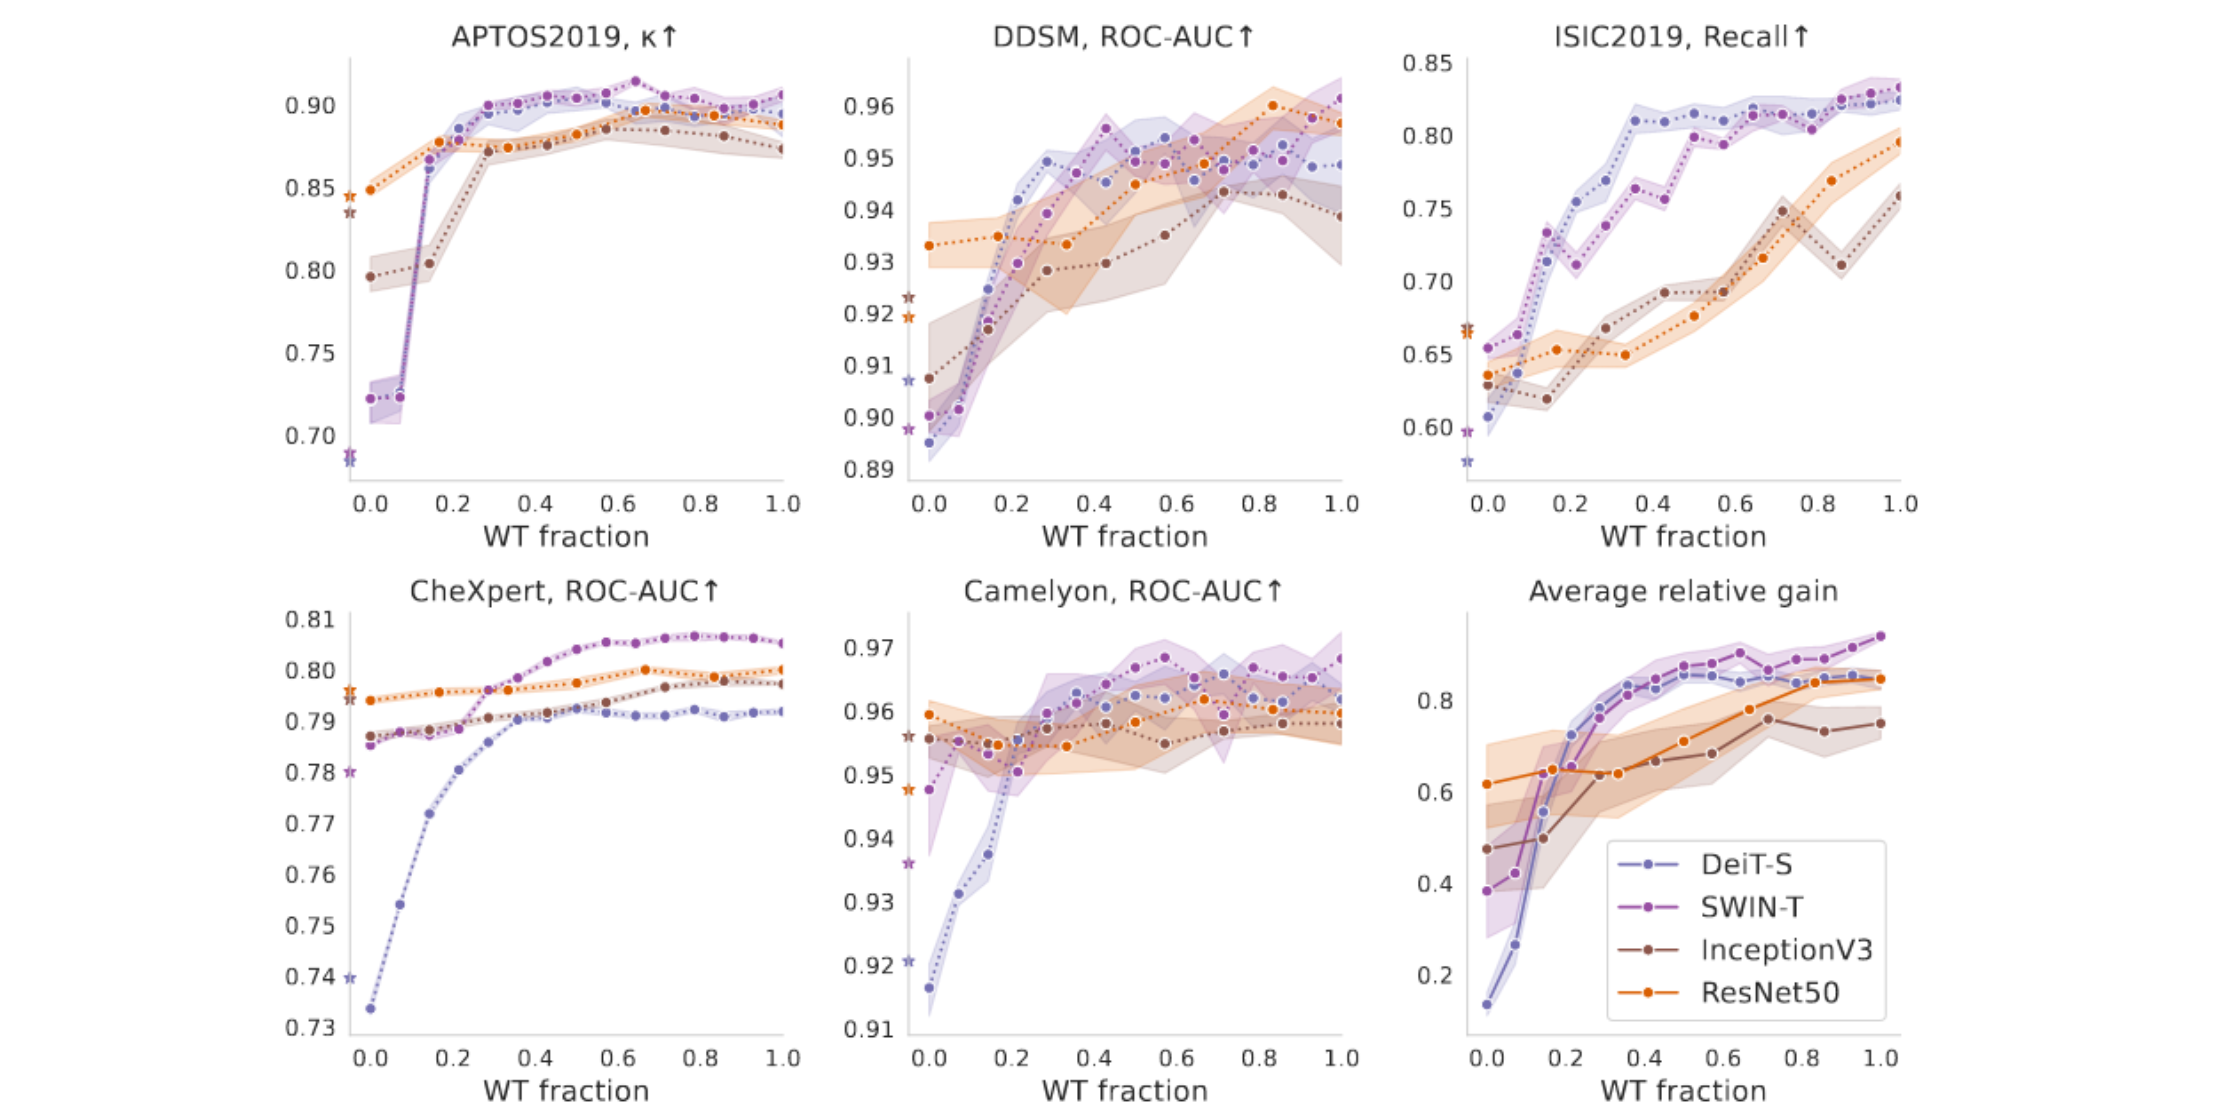 APTOS2019, κ↑
0.90
0.85
0.80
0.75
0.70
0.0 0.2 0.4 0.6 0.8 1.0
WT fraction
DDSM, ROC-AUC↑
0.96
0.95
0.94
0.93
0.92
0.91
0.90
0.89
0.0 0.2 0.4 0.6 0.8 1.0
WT fraction
ISIC2019, Recall↑
0.85
0.80
0.75
0.70
0.65
0.60
0.0 0.2 0.4 0.6 0.8 1.0
WT fraction
CheXpert, ROC-AUC↑
0.81
0.80
0.79
0.78
0.77
0.76
0.75
0.74
0.73
0.0 0.2 0.4 0.6 0.8 1.0
WT fraction
Camelyon, ROC-AUC↑
0.97
0.96
0.95
0.94
0.93
0.92
0.91
0.0 0.2 0.4 0.6 0.8 1.0
WT fraction
Average relative gain
0.8
0.6
0.4
0.2
DeiT-S
SWIN-T
InceptionV3
ResNet50
0.0 0.2 0.4 0.6 0.8 1.0
WT fraction